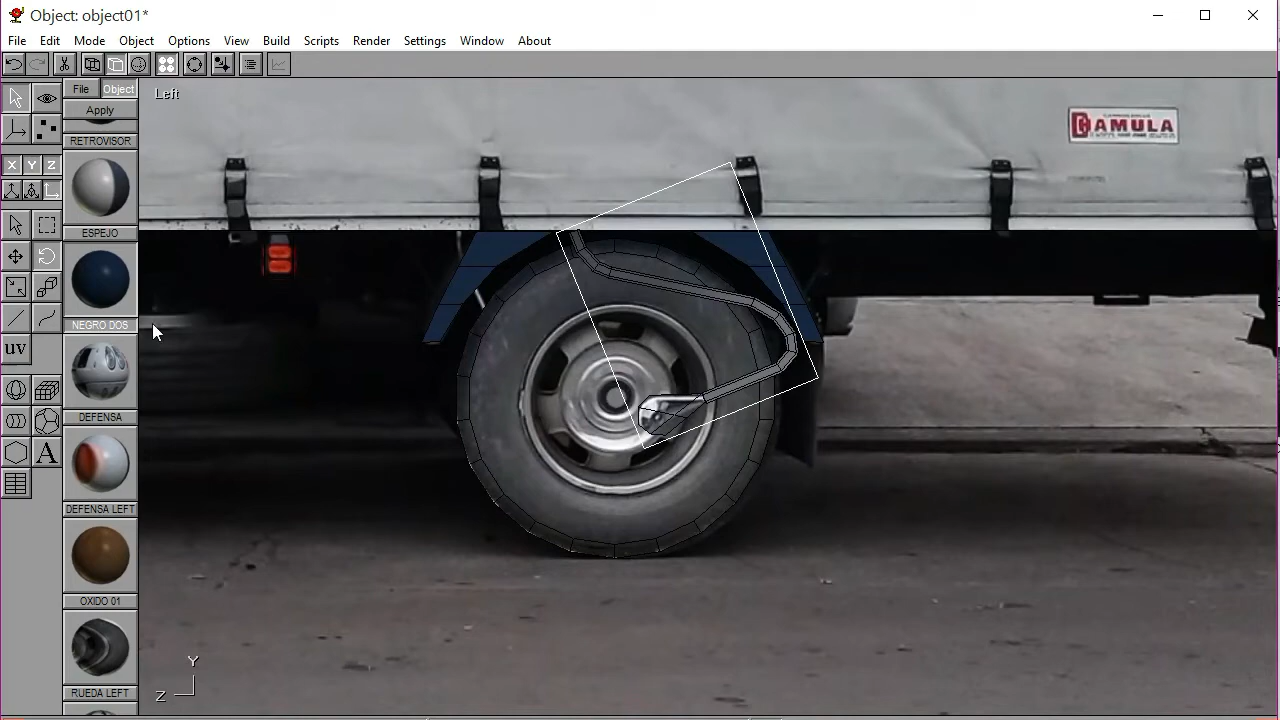 Object: object01*
File Edit Mode Object Options View Build Scripts Render Settings Window About
File Object
Apply
Left
RETROVISOR
DAMULA
X Y Z
ESPEJO
NEGRO DOS
UV
DEFENSA
A
DEFENSA LEFT
OXIDO 01
Y
Z
RUEDA LEFT